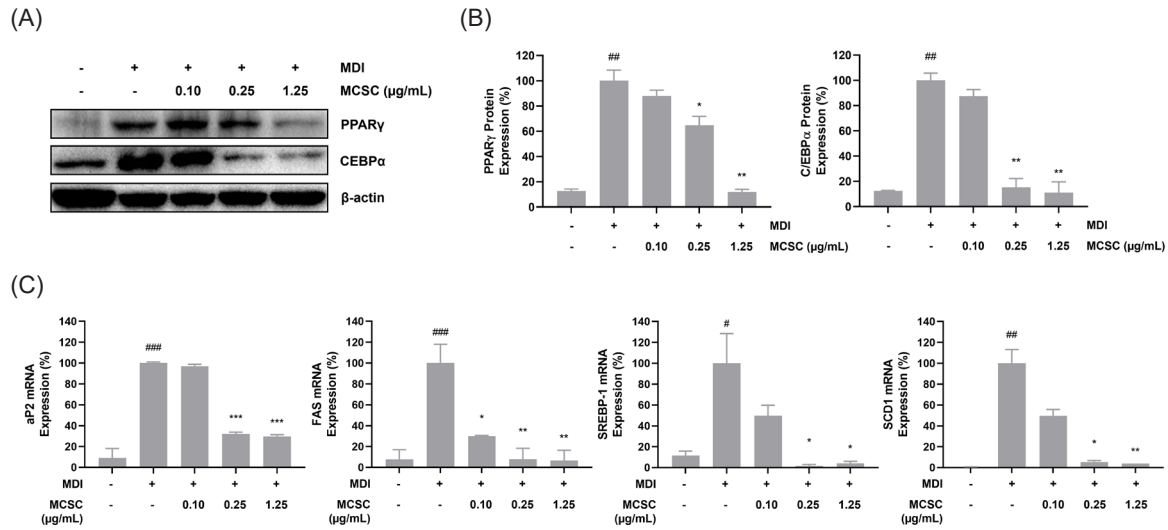 (A)
- + + + + MDI
- - 0.10 0.25 1.25 MCSC (μg/mL)
PPARγ
CEBPα
β-actin
(B)
PPARγ Protein
Expression (%)
120
100
80
60
40
20
0
##
*
**
- + + + + MDI
- - 0.10 0.25 1.25 MCSC (μg/mL)
C/EBPα Protein
Expression (%)
120
100
80
60
40
20
0
##
**
**
- + + + + MDI
- - 0.10 0.25 1.25 MCSC (μg/mL)
(C)
aP2 mRNA
Expression (%)
140
120
100
80
60
40
20
0
###
***
***
MDI - + + + +
MCSC - - 0.10 0.25 1.25
(μg/mL)
FAS mRNA
Expression (%)
140
120
100
80
60
40
20
0
###
*
**
**
MDI - + + + +
MCSC - - 0.10 0.25 1.25
(μg/mL)
SREBP-1 mRNA
Expression (%)
140
120
100
80
60
40
20
0
#
*
*
MDI - + + + +
MCSC - - 0.10 0.25 1.25
(μg/mL)
SCD1 mRNA
Expression (%)
140
120
100
80
60
40
20
0
##
*
**
MDI - + + + +
MCSC - - 0.10 0.25 1.25
(μg/mL)